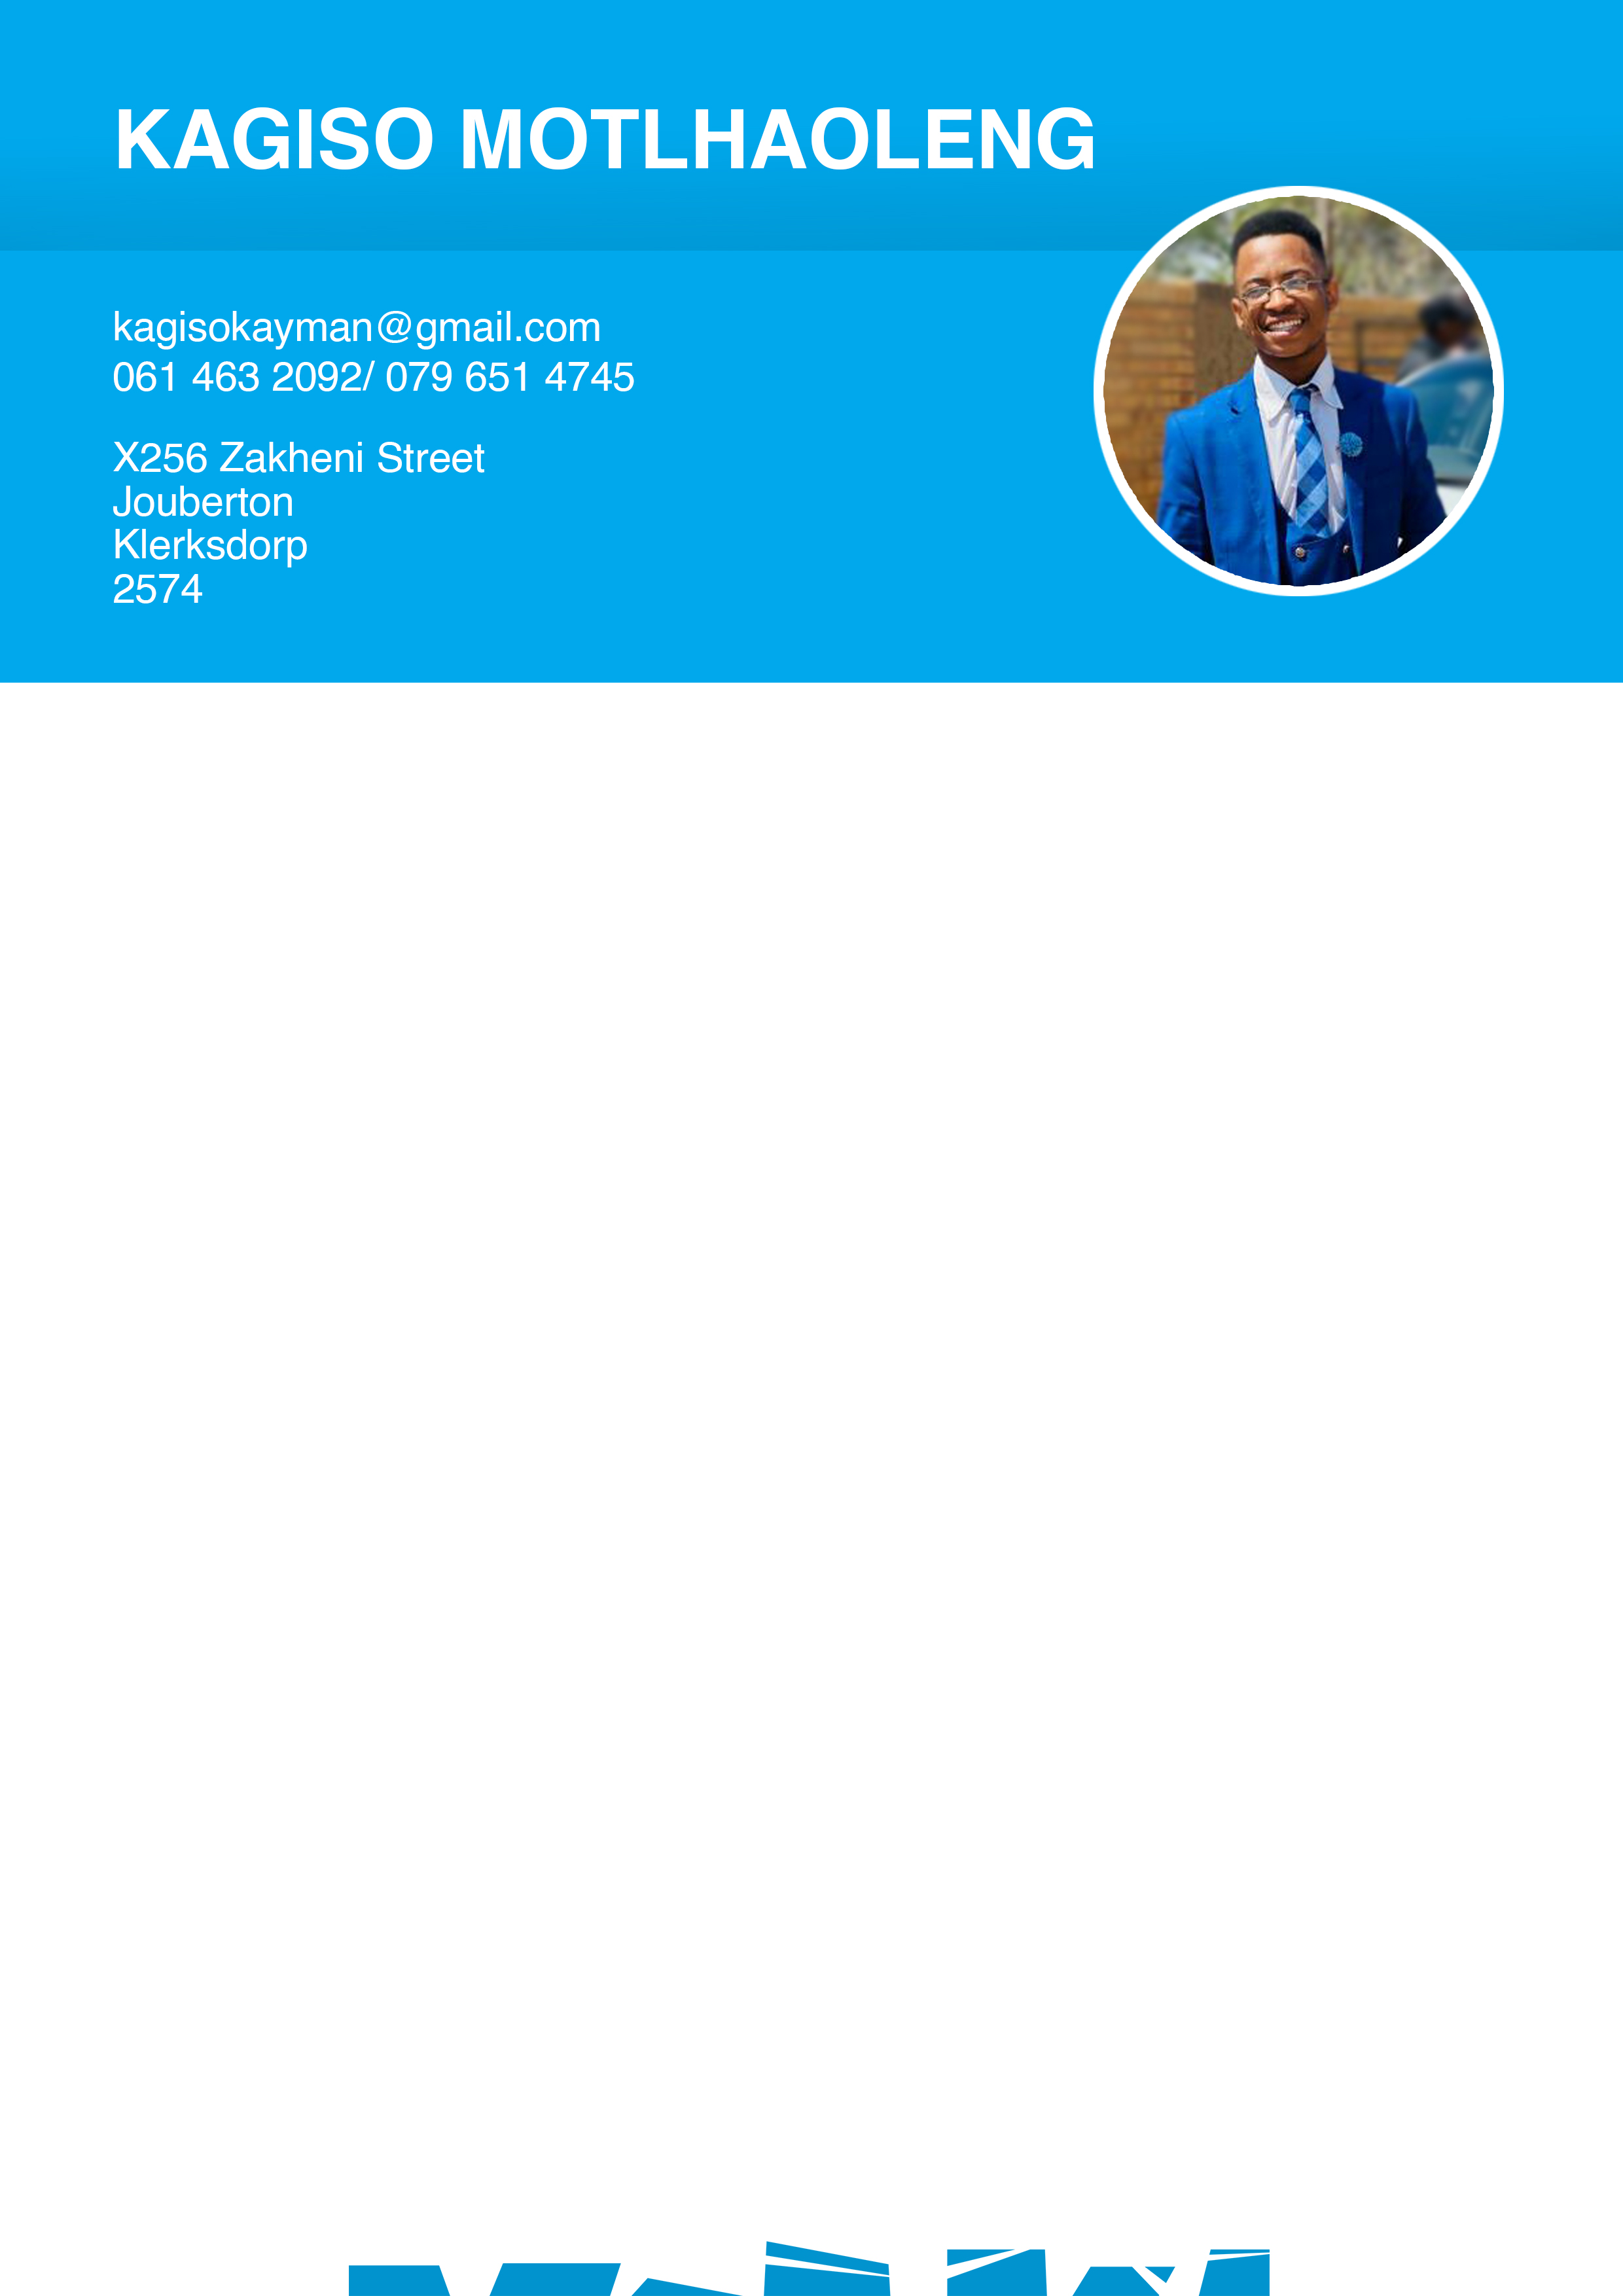 KAGISO MOTLHAOLENG
kagisokayman@gmail.com
061 463 2092/ 079 651 4745
X256 Zakheni Street
Jouberton
Klerksdorp
2574